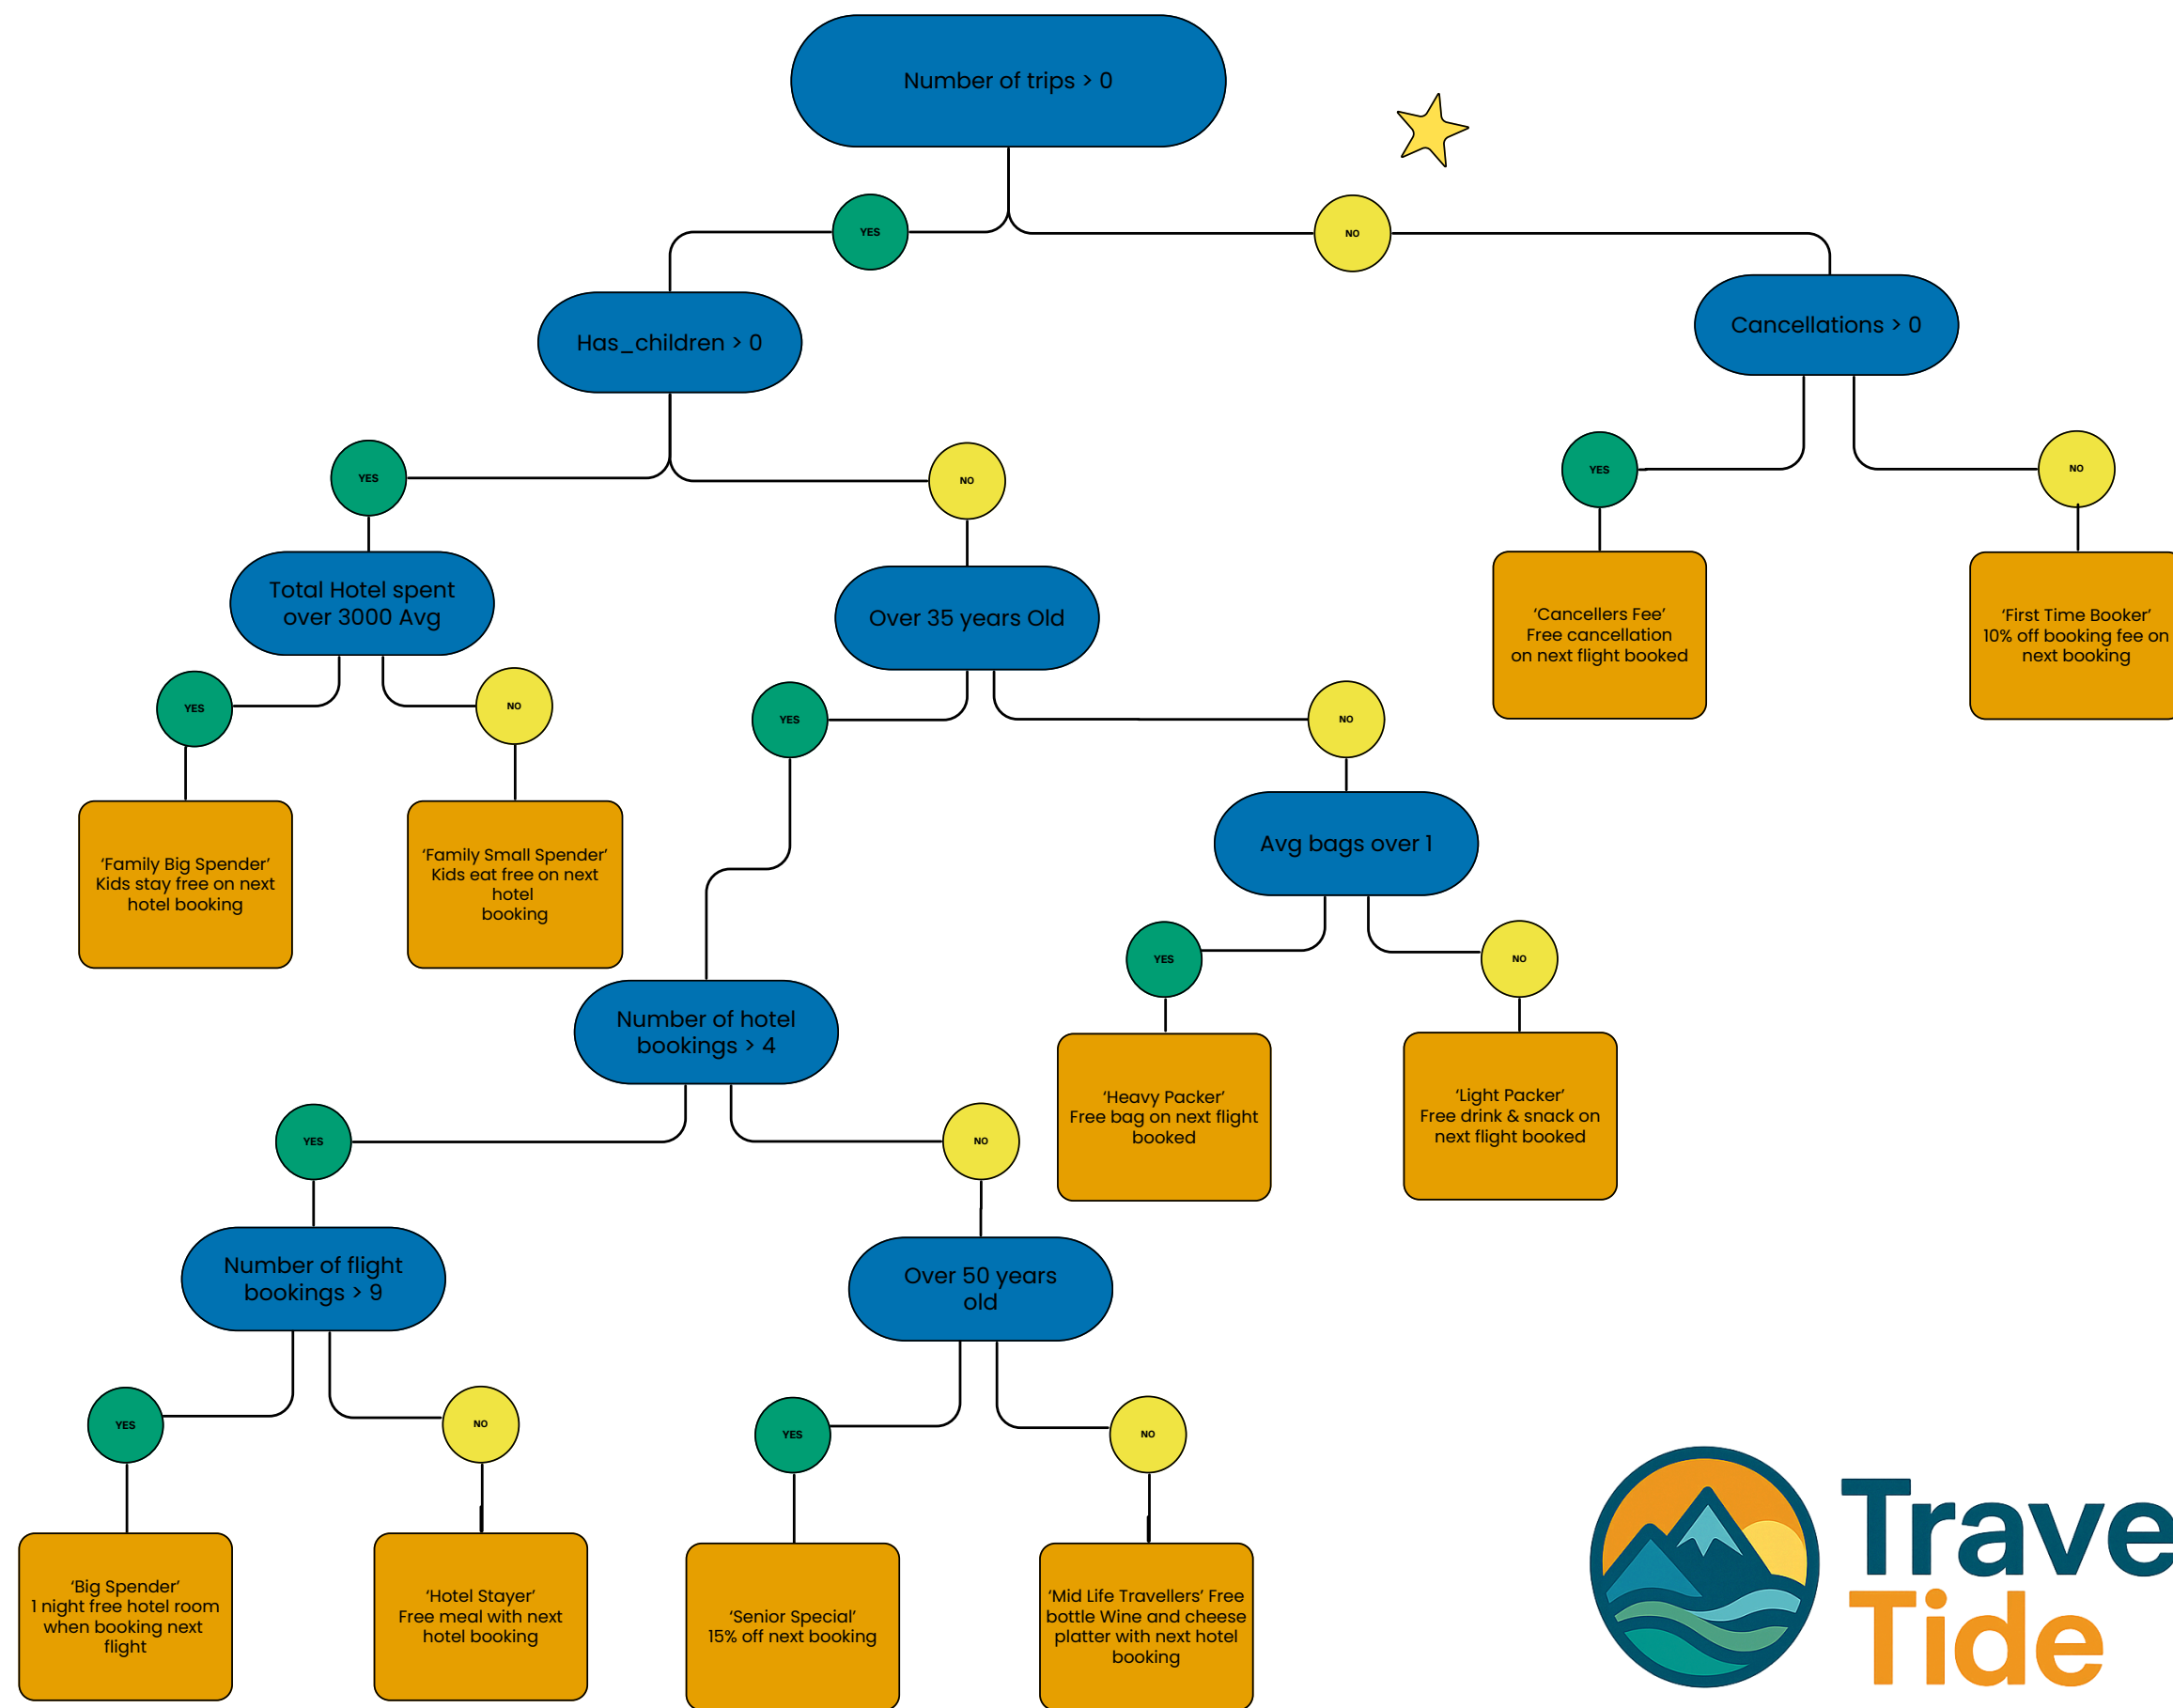 Number of trips > 0
YES
NO
Has_children > 0
Cancellations > 0
YES
NO
YES
NO
Total Hotel spent
over 3000 Avg
Over 35 years Old
‘Cancellers Fee’
Free cancellation
on next flight booked
‘First Time Booker’
10% off booking fee on
next booking
YES
NO
YES
NO
‘Family Big Spender’
Kids stay free on next
hotel booking
‘Family Small Spender’
Kids eat free on next
hotel
booking
Avg bags over 1
YES
NO
Number of hotel
bookings > 4
‘Heavy Packer’
Free bag on next flight
booked
‘Light Packer’
Free drink & snack on
next flight booked
YES
NO
Number of flight
bookings > 9
Over 50 years
old
YES
NO
YES
NO
‘Big Spender’
1 night free hotel room
when booking next
flight
‘Hotel Stayer’
Free meal with next
hotel booking
‘Senior Special’
15% off next booking
‘Mid Life Travellers’ Free
bottle Wine and cheese
platter with next hotel
booking
Trave
Tide